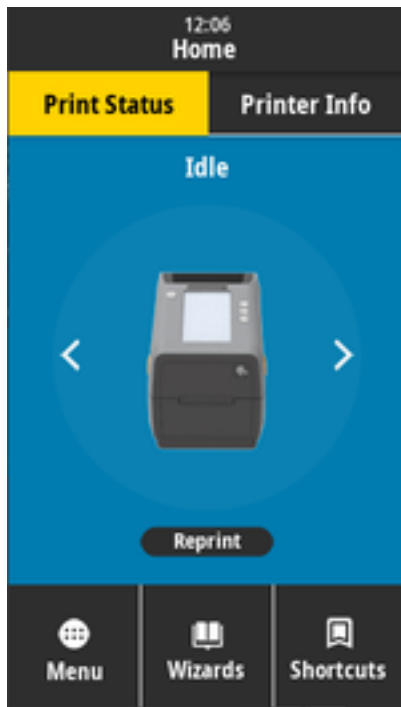 12:06
Home
Print Status Printer Info
Idle
Reprint
Menu Wizards Shortcuts